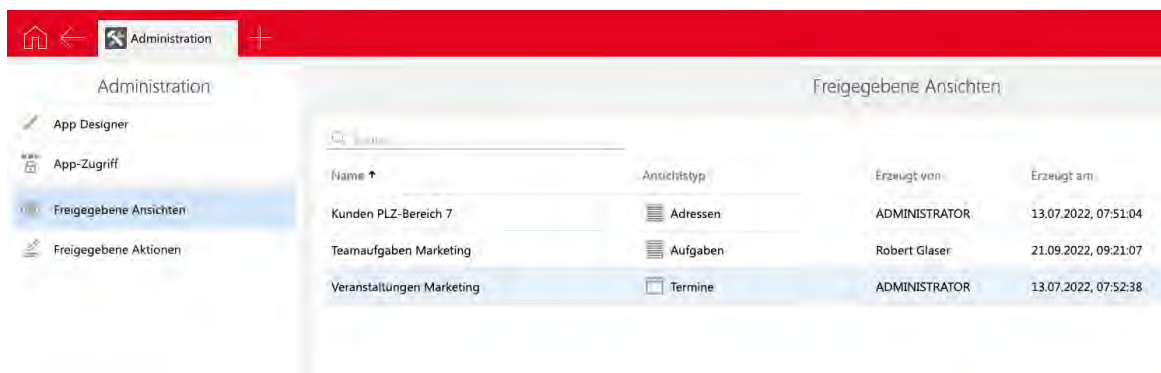 Administration
Administration
App Designer
App-Zugriff
Freigegebene Ansichten
Freigegebene Aktionen
Freigegebene Ansichten
Name Ansichtstyp Erzeugt von Erzeugt am
Kunden PLZ-Bereich 7 Adressen ADMINISTRATOR 13.07.2022, 07:51:04
Teamaufgaben Marketing Aufgaben Robert Glaser 21.09.2022, 09:21:07
Veranstaltungen Marketing Termine ADMINISTRATOR 13.07.2022, 07:52:38